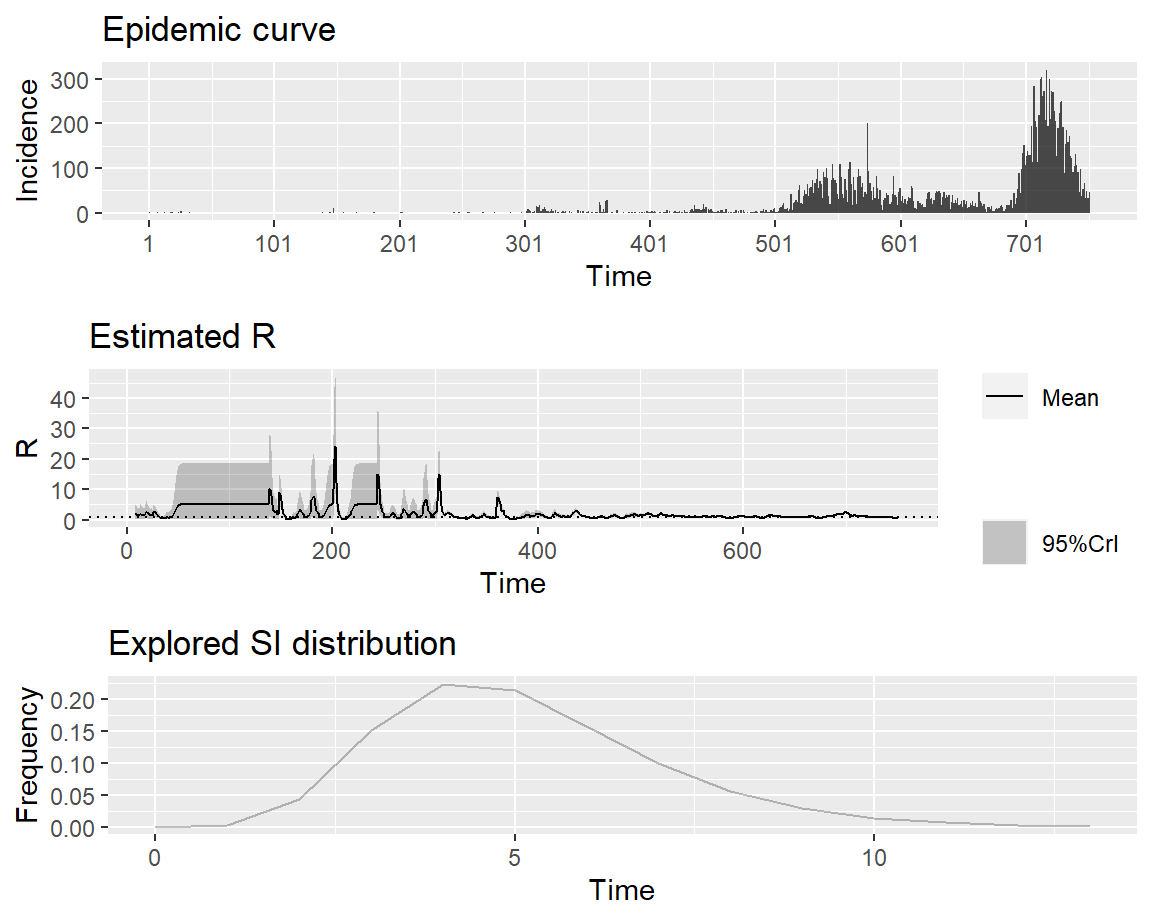 Epidemic curve
Incidence
300
200
100
0
1 101 201 301 401 501 601 701
Time
Estimated R
R
40
30
20
10
0
0 200 400 600
Time
Mean
95%CrI
Explored SI distribution
Frequency
0.20
0.15
0.10
0.05
0.00
0 5 10
Time